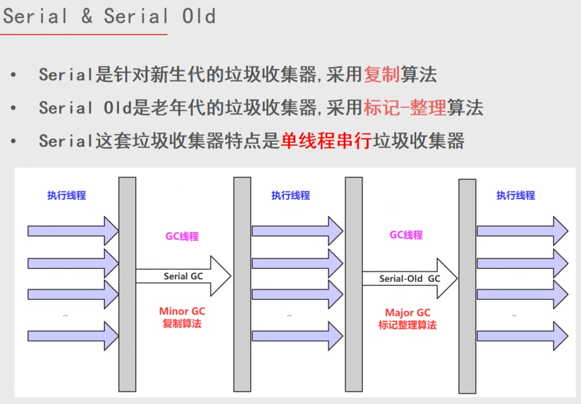 Serial & Serial Old
• Serial是针对新生代的垃圾收集器,采用复制算法
• Serial Old是老年代的垃圾收集器,采用标记-整理算法
• Serial这套垃圾收集器特点是单线程串行垃圾收集器
执行线程
执行线程
执行线程
GC线程
GC线程
Serial GC
Serial-Old GC
Minor GC
复制算法
Major GC
标记整理算法
...
...
...